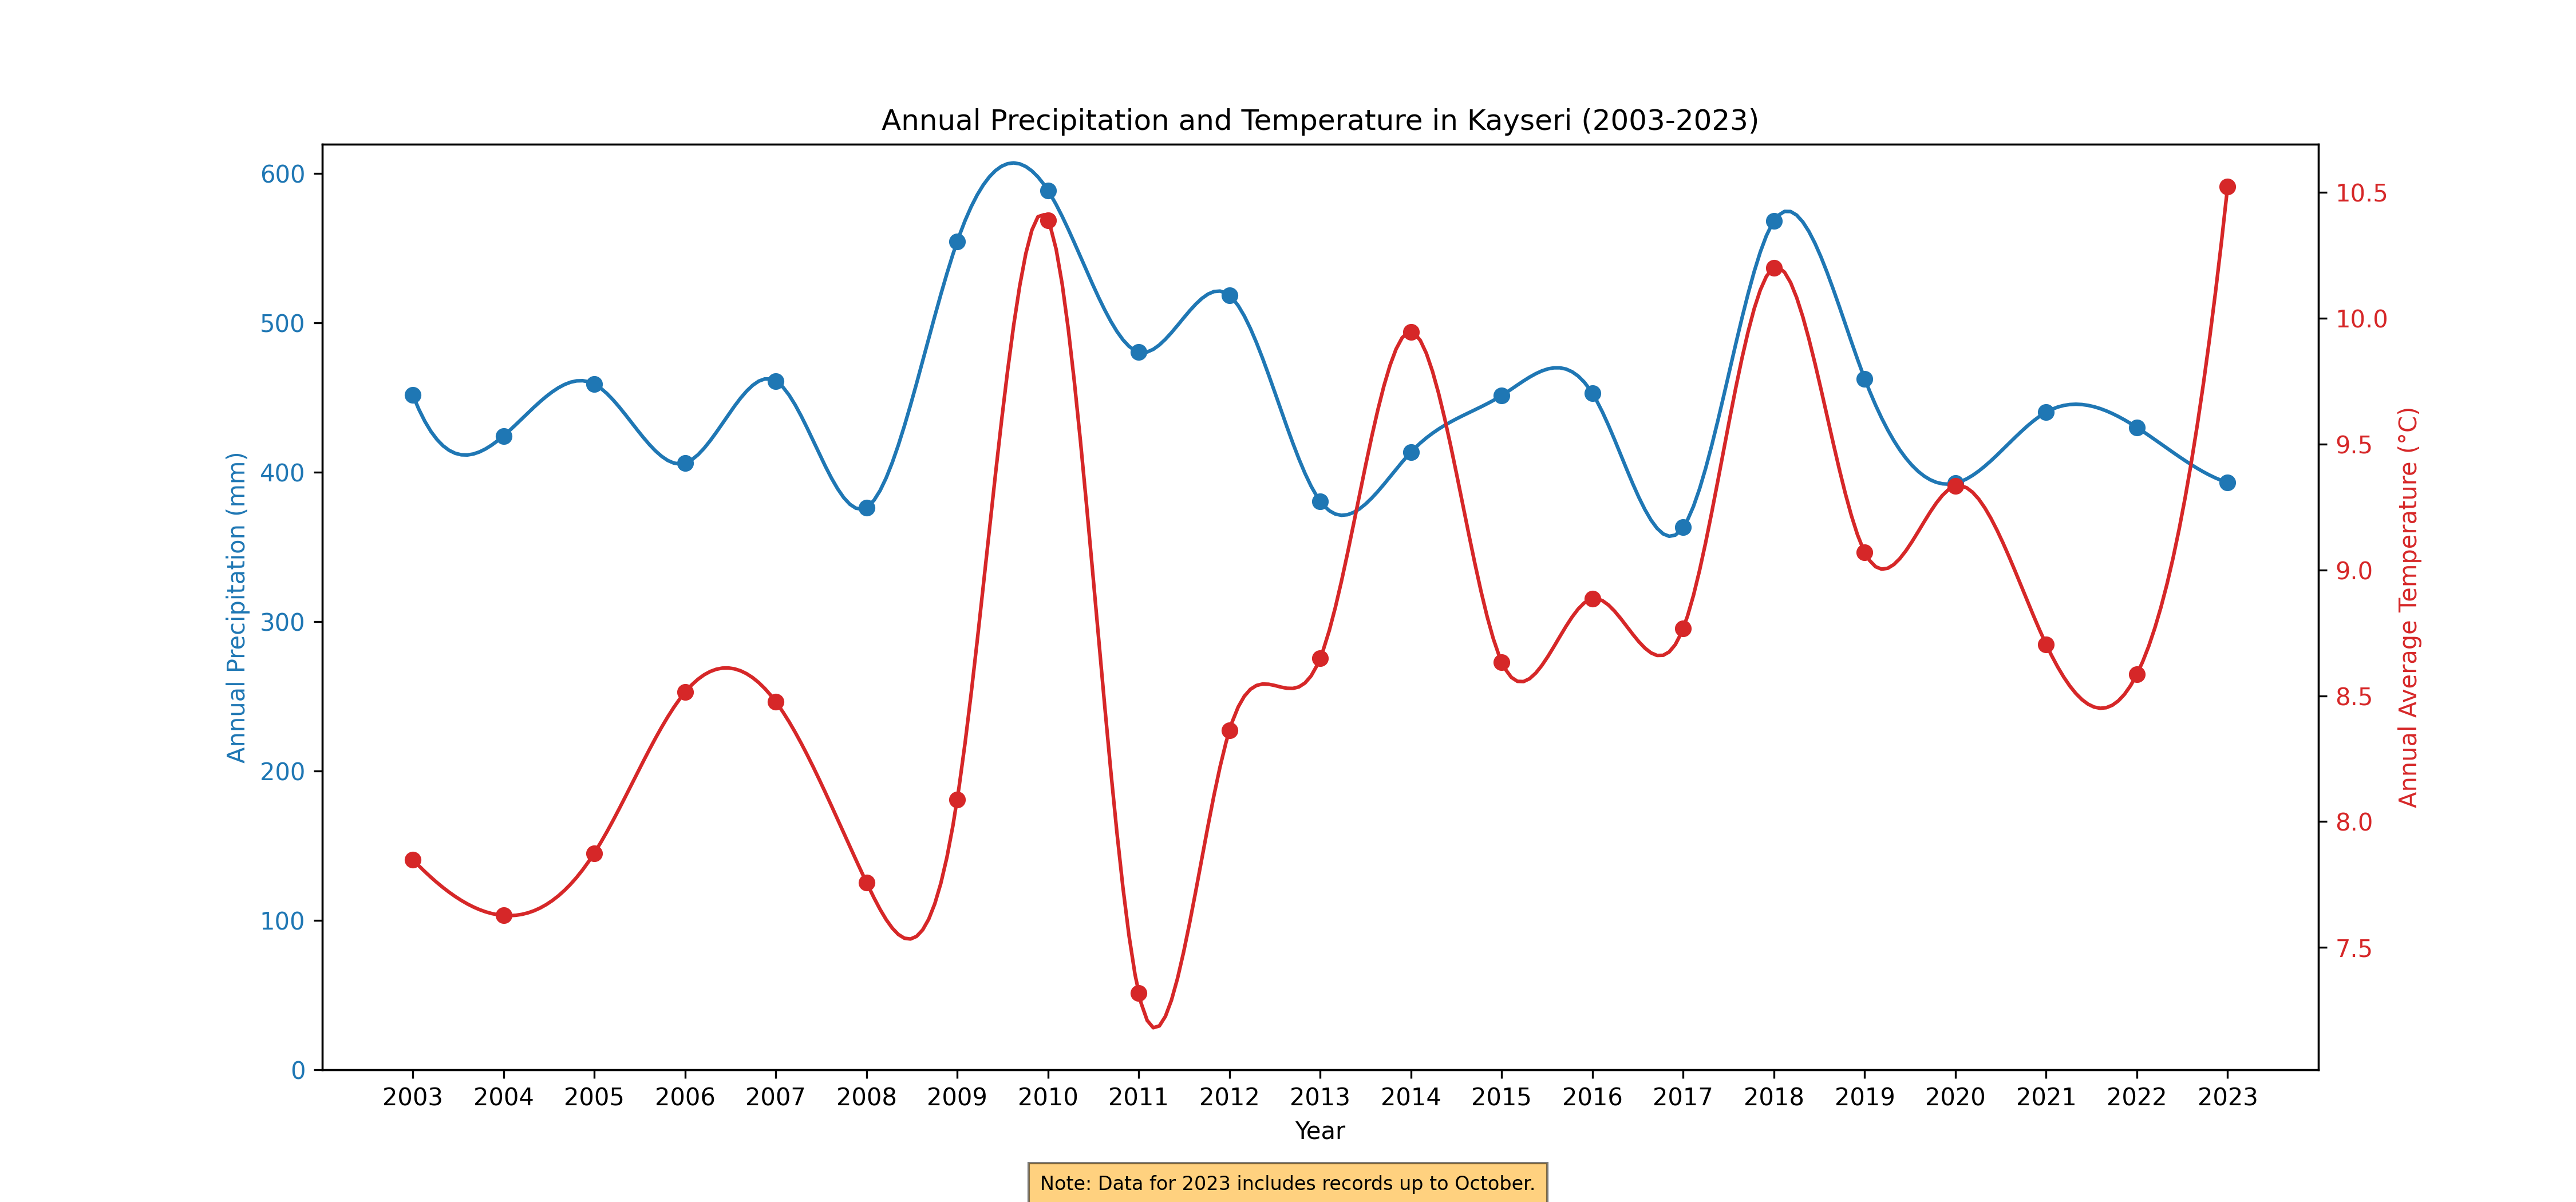 Annual Precipitation and Temperature in Kayseri (2003-2023)
Annual Precipitation (mm)
600
500
400
300
200
100
0
10.5
10.0
9.5
9.0
8.5
8.0
7.5
Annual Average Temperature (°C)
2003 2004 2005 2006 2007 2008 2009 2010 2011 2012 2013 2014 2015 2016 2017 2018 2019 2020 2021 2022 2023
Year
Note: Data for 2023 includes records up to October.